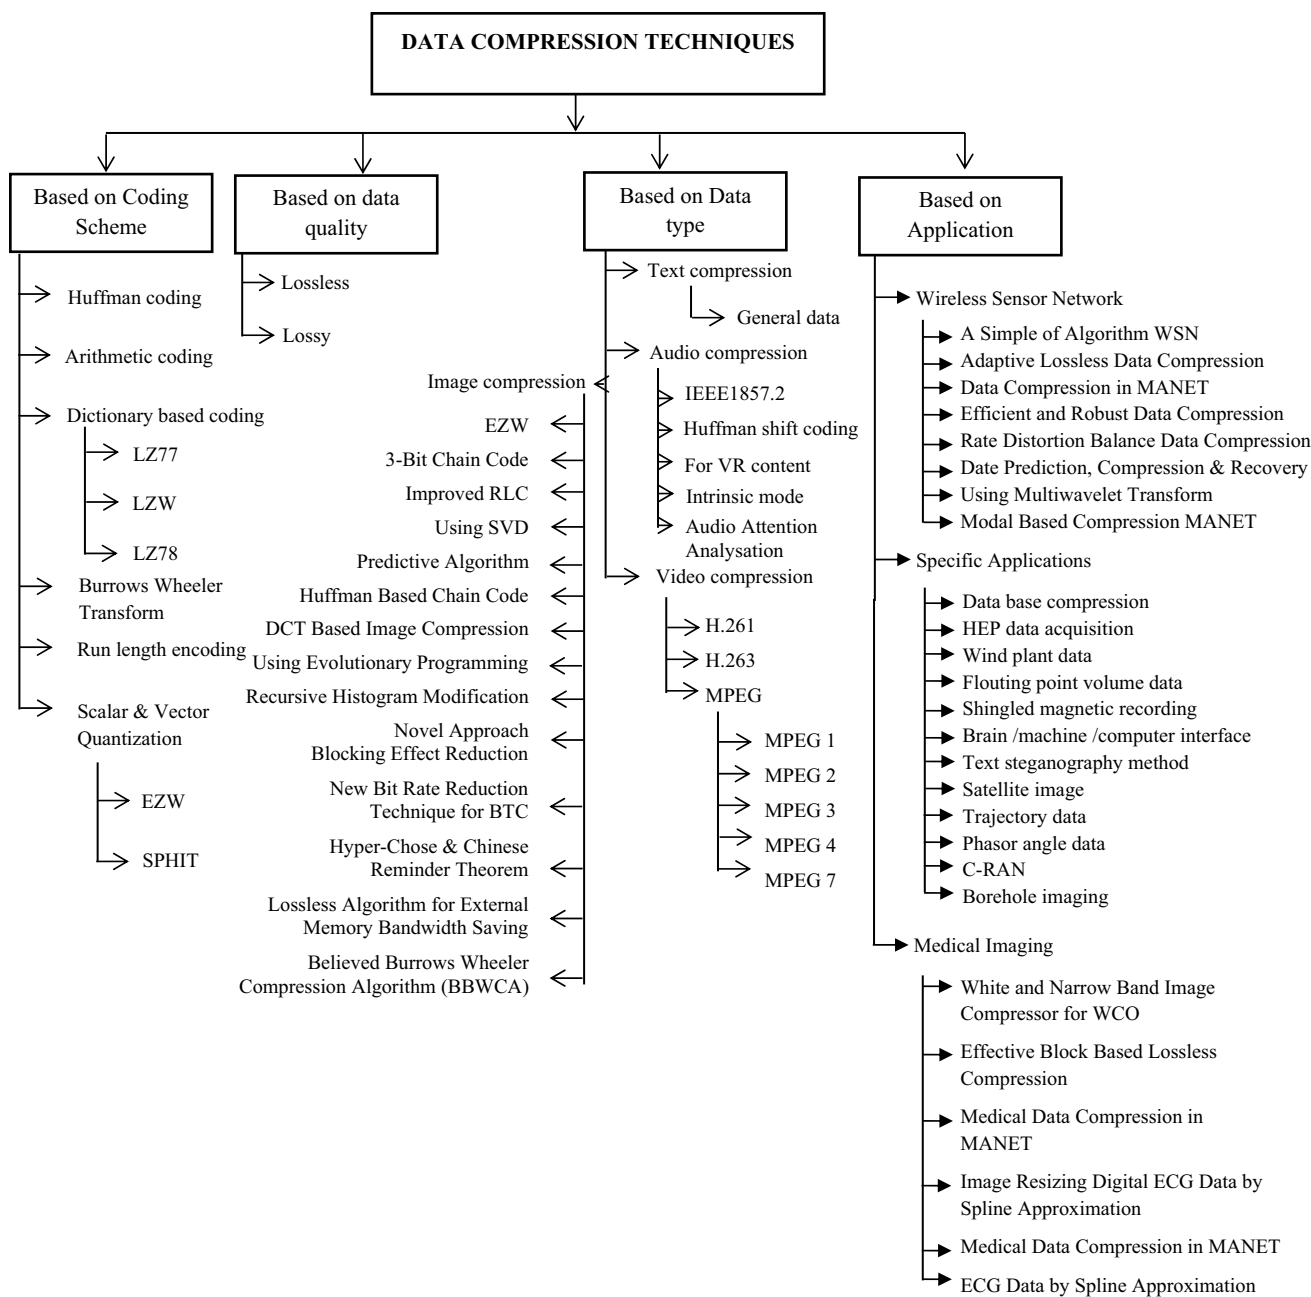 DATA COMPRESSION TECHNIQUES
Based on Coding
Scheme
Huffman coding
Arithmetic coding
Dictionary based coding
LZ77
LZW
LZ78
Burrows Wheeler
Transform
Run length encoding
Scalar & Vector
Quantization
EZW
SPHIT
Based on data
quality
Lossless
Lossy
Based on Data
type
Text compression
General data
Audio compression
IEEE1857.2
Huffman shift coding
For VR content
Intrinsic mode
Audio Attention
Analysation
Image compression
EZW
3-Bit Chain Code
Improved RLC
Using SVD
Predictive Algorithm
Huffman Based Chain Code
DCT Based Image Compression
Using Evolutionary Programming
Recursive Histogram Modification
Novel Approach
Blocking Effect Reduction
New Bit Rate Reduction
Technique for BTC
Hyper-Chose & Chinese
Reminder Theorem
Lossless Algorithm for External
Memory Bandwidth Saving
Believed Burrows Wheeler
Compression Algorithm (BBWCA)
Video compression
H.261
H.263
MPEG
MPEG 1
MPEG 2
MPEG 3
MPEG 4
MPEG 7
Based on
Application
Wireless Sensor Network
A Simple of Algorithm WSN
Adaptive Lossless Data Compression
Data Compression in MANET
Efficient and Robust Data Compression
Rate Distortion Balance Data Compression
Date Prediction, Compression & Recovery
Using Multiwavelet Transform
Modal Based Compression MANET
Specific Applications
Data base compression
HEP data acquisition
Wind plant data
Flouting point volume data
Shingled magnetic recording
Brain /machine /computer interface
Text steganography method
Satellite image
Trajectory data
Phasor angle data
C-RAN
Borehole imaging
Medical Imaging
White and Narrow Band Image
Compressor for WCO
Effective Block Based Lossless
Compression
Medical Data Compression in
MANET
Image Resizing Digital ECG Data by
Spline Approximation
Medical Data Compression in MANET
ECG Data by Spline Approximation